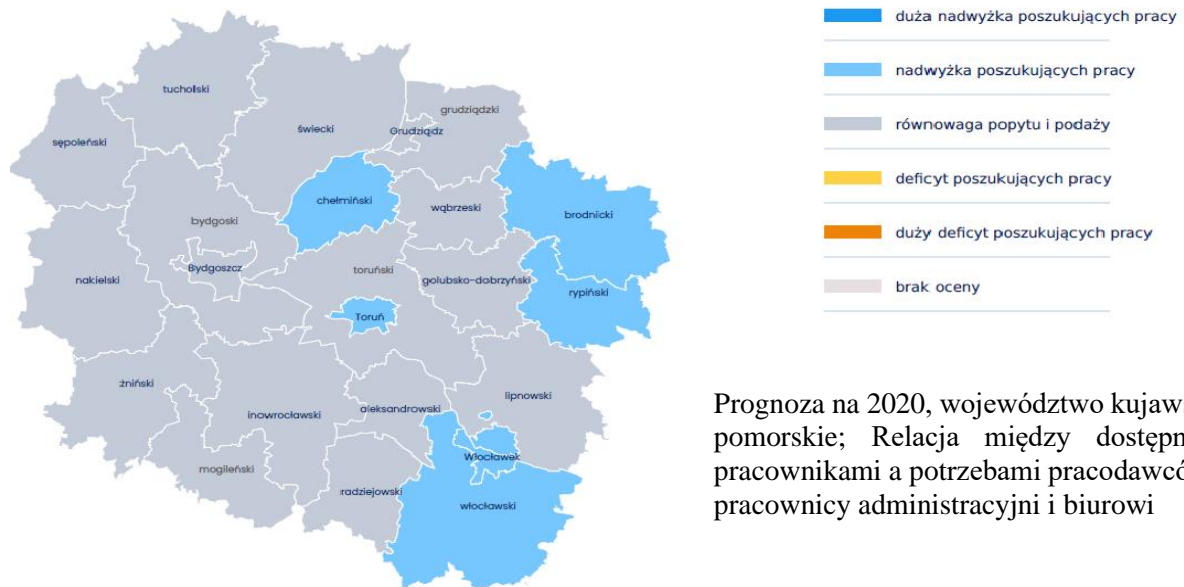 duża nadwyżka poszukujących pracy
nadwyżka poszukujących pracy
równowaga popytu i podaży
deficyt poszukujących pracy
duży deficyt poszukujących pracy
brak oceny
tucholski
grudziądzki
świecki
Grudziądz
sępoleński
chełmiński
wąbrzeski
brodnicki
bydgoski
Bydgoszcz
toruński
golubsko-dobrzyński
nakielski
rypiński
Toruń
żniński
inowrocławski
aleksandrowski
lipnowski
mogileński
radziejowski
Włocławek
włocławski
Prognoza na 2020, województwo
pomorskie; Relacja między
pracownikami a potrzebami
pracownicy administracyjni i biurowi